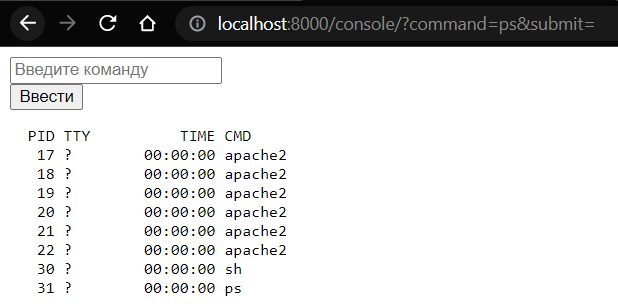 localhost:8000/console/?command=ps&submit=
Введите команду
Ввести
PID TTY          TIME CMD
17 ?        00:00:00 apache2
18 ?        00:00:00 apache2
19 ?        00:00:00 apache2
20 ?        00:00:00 apache2
21 ?        00:00:00 apache2
22 ?        00:00:00 apache2
30 ?        00:00:00 sh
31 ?        00:00:00 ps